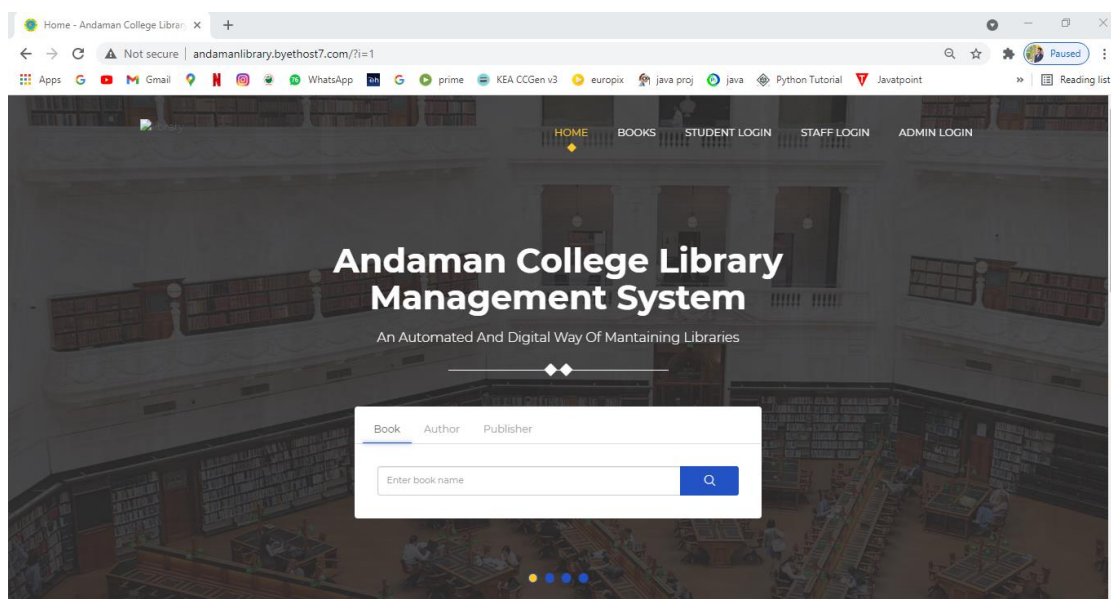 Home - Andaman College Librar
Not secure | andamanlibrary.byethost7.com/?i=1
Paused
Apps Gmail WhatsApp prime KEA CCGen v3 europix java proj java Python Tutorial Javatpoint » Reading list
HOME BOOKS STUDENT LOGIN STAFF LOGIN ADMIN LOGIN
Andaman College Library
Management System
An Automated And Digital Way Of Mantaining Libraries
Book Author Publisher
Enter book name